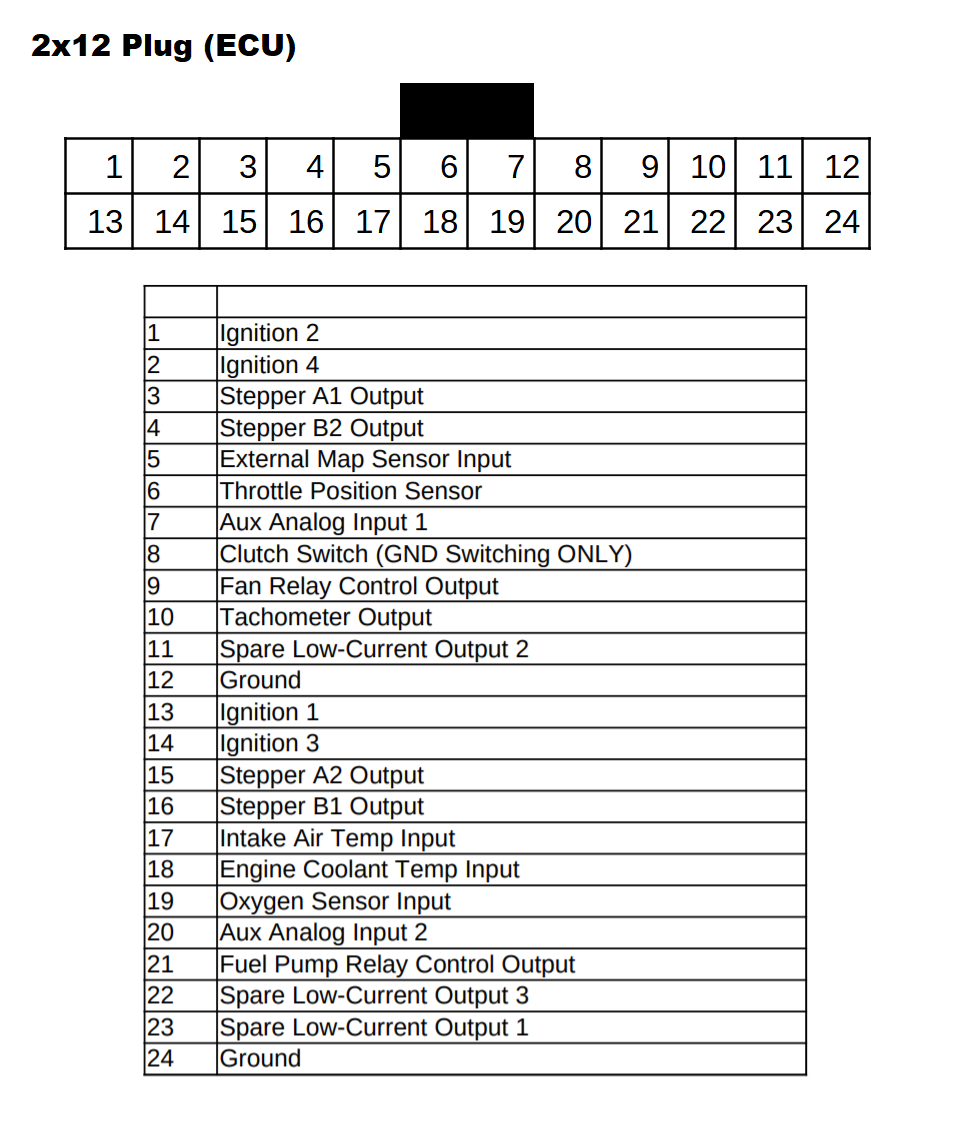 2x12 Plug (ECU)
1 2 3 4 5 6 7 8 9 10 11 12
13 14 15 16 17 18 19 20 21 22 23 24
1 Ignition 2
2 Ignition 4
3 Stepper A1 Output
4 Stepper B2 Output
5 External Map Sensor Input
6 Throttle Position Sensor
7 Aux Analog Input 1
8 Clutch Switch (GND Switching ONLY)
9 Fan Relay Control Output
10 Tachometer Output
11 Spare Low-Current Output 2
12 Ground
13 Ignition 1
14 Ignition 3
15 Stepper A2 Output
16 Stepper B1 Output
17 Intake Air Temp Input
18 Engine Coolant Temp Input
19 Oxygen Sensor Input
20 Aux Analog Input 2
21 Fuel Pump Relay Control Output
22 Spare Low-Current Output 3
23 Spare Low-Current Output 1
24 Ground